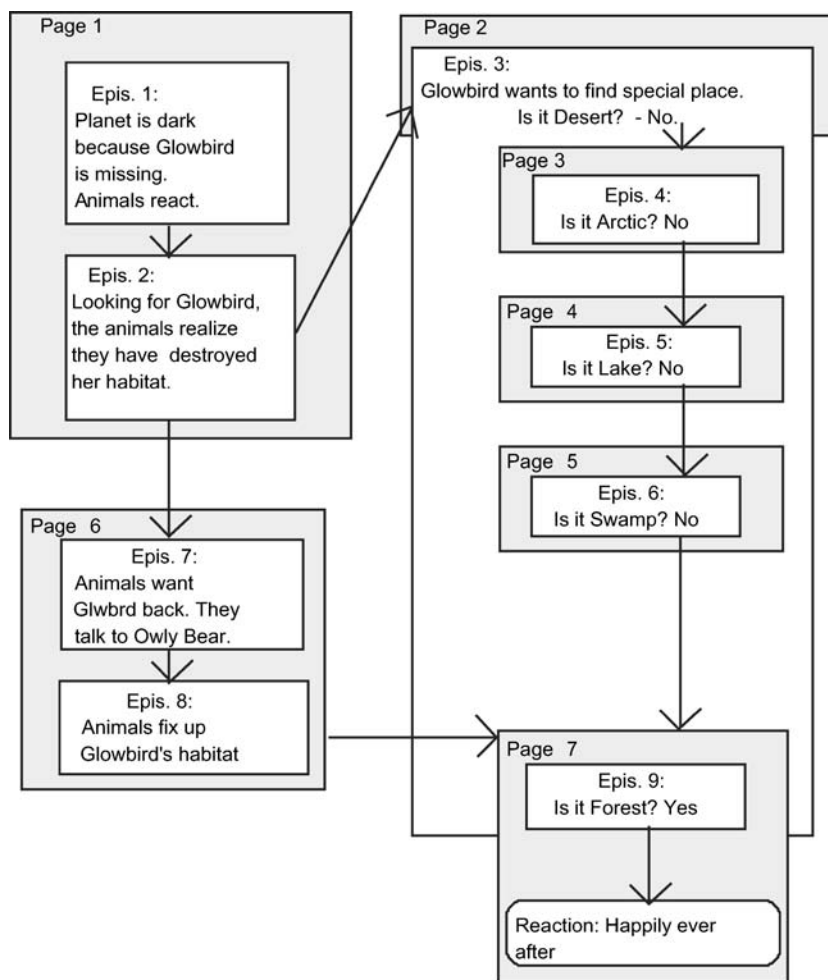 Page 1
Epis. 1:
Planet is dark
because Glowbird
is missing.
Animals react.
Epis. 2:
Looking for Glowbird,
the animals realize
they have destroyed
her habitat.
Page 2
Epis. 3:
Glowbird wants to find special place.
Is it Desert? - No.
Page 3
Epis. 4:
Is it Arctic? No
Page 4
Epis. 5:
Is it Lake? No
Page 5
Epis. 6:
Is it Swamp? No
Page 6
Epis. 7:
Animals want
Glwbrd back. They
talk to Owly Bear.
Epis. 8:
Animals fix up
Glowbird's habitat
Page 7
Epis. 9:
Is it Forest? Yes
Reaction: Happily ever
after